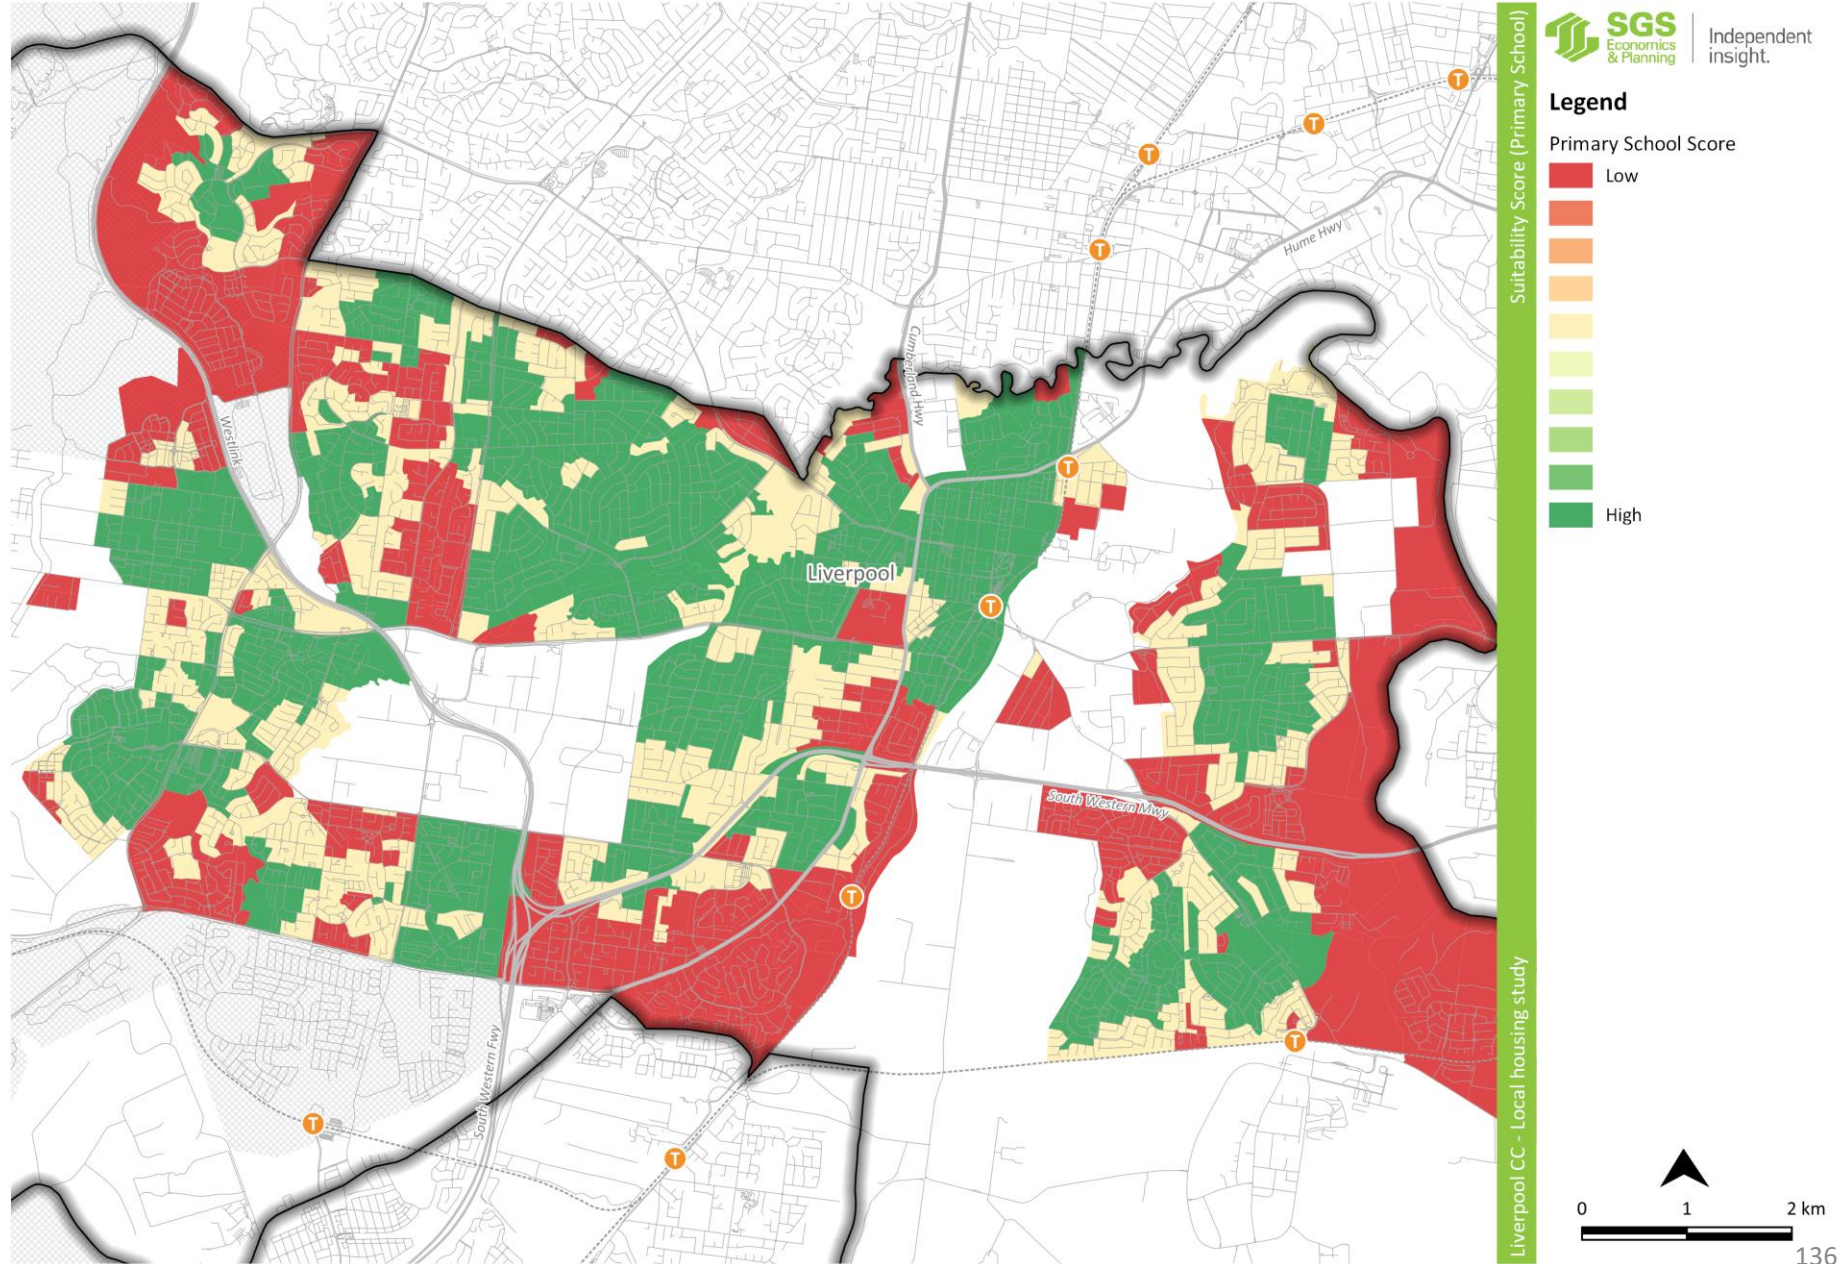 Suitability Score (Primary School)
Liverpool CC - Local housing study
SGS
Economics
& Planning
Independent
insight.
Legend
Primary School Score
Low
High
Hume Hwy
Cumberland Hwy
Westlink
Liverpool
South Western Mwy
South Western Fwy
T
T
T
T
T
T
T
T
T
T
0 1 2 km
136